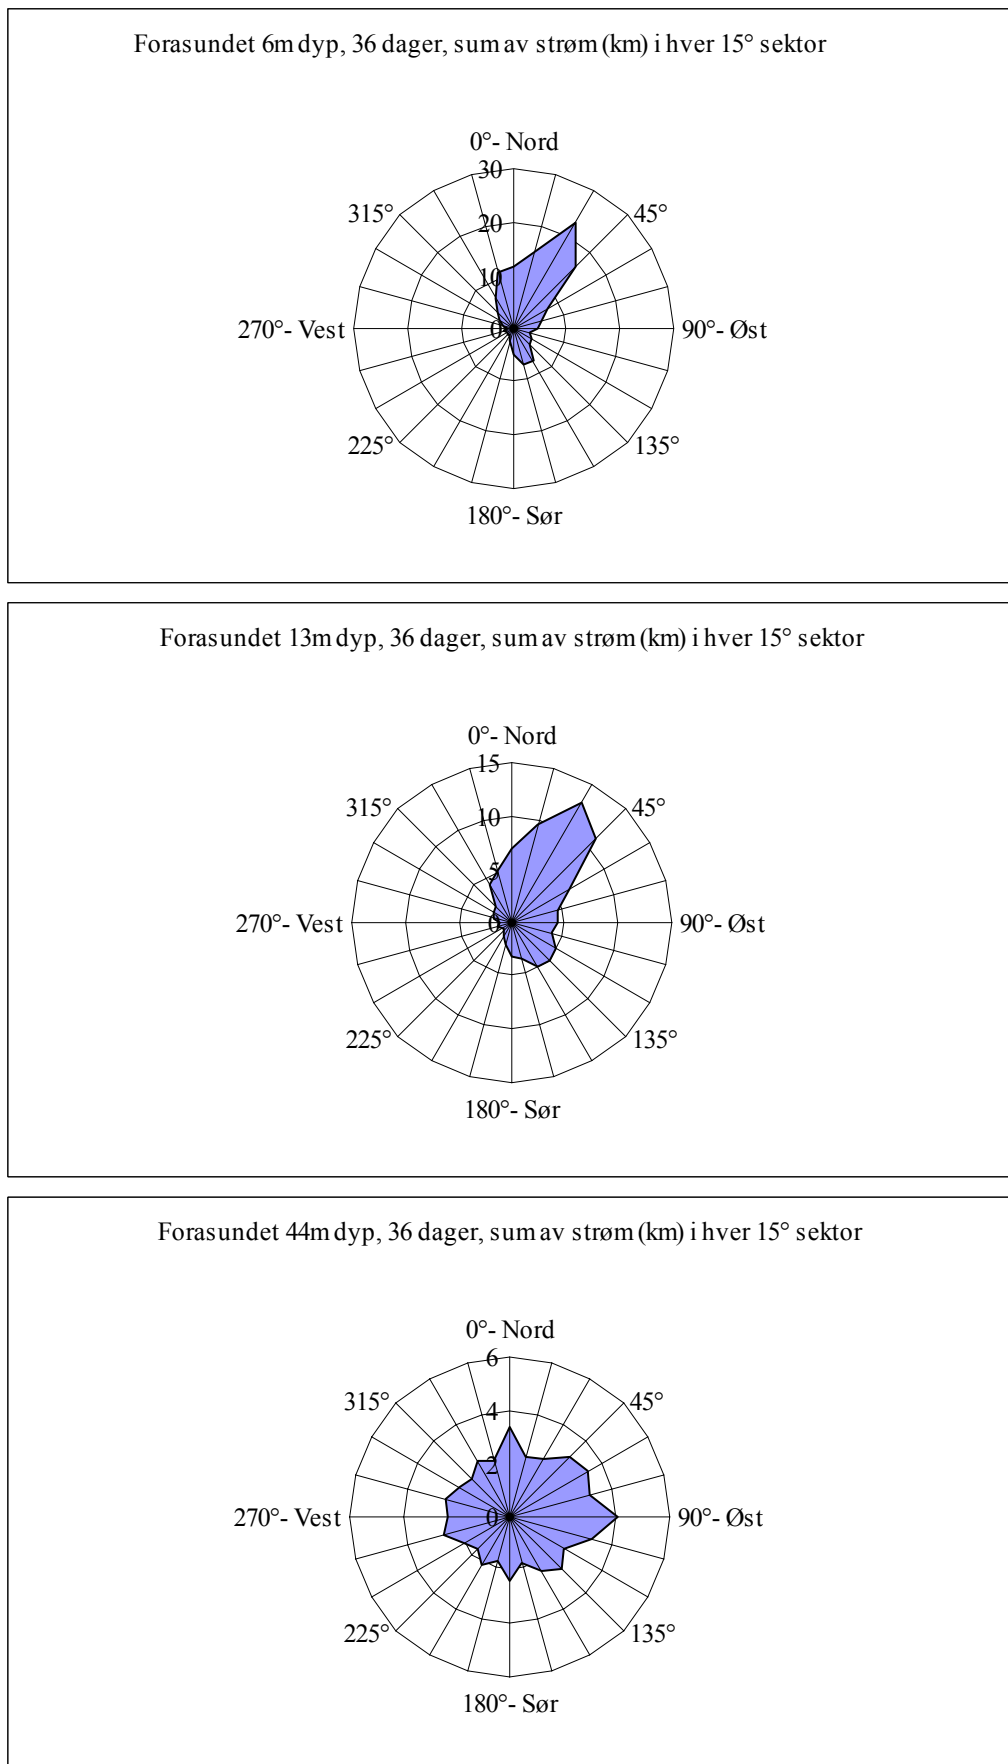 Forasundet 6m dyp, 36 dager, sum av strøm (km) i hver 15° sektor
0°- Nord
30
315°
45°
20
10
270°- Vest
0
90°- Øst
225°
135°
180°- Sør
Forasundet 13m dyp, 36 dager, sum av strøm (km) i hver 15° sektor
0°- Nord
15
315°
45°
10
5
270°- Vest
0
90°- Øst
225°
135°
180°- Sør
Forasundet 44m dyp, 36 dager, sum av strøm (km) i hver 15° sektor
0°- Nord
6
315°
45°
4
2
270°- Vest
0
90°- Øst
225°
135°
180°- Sør